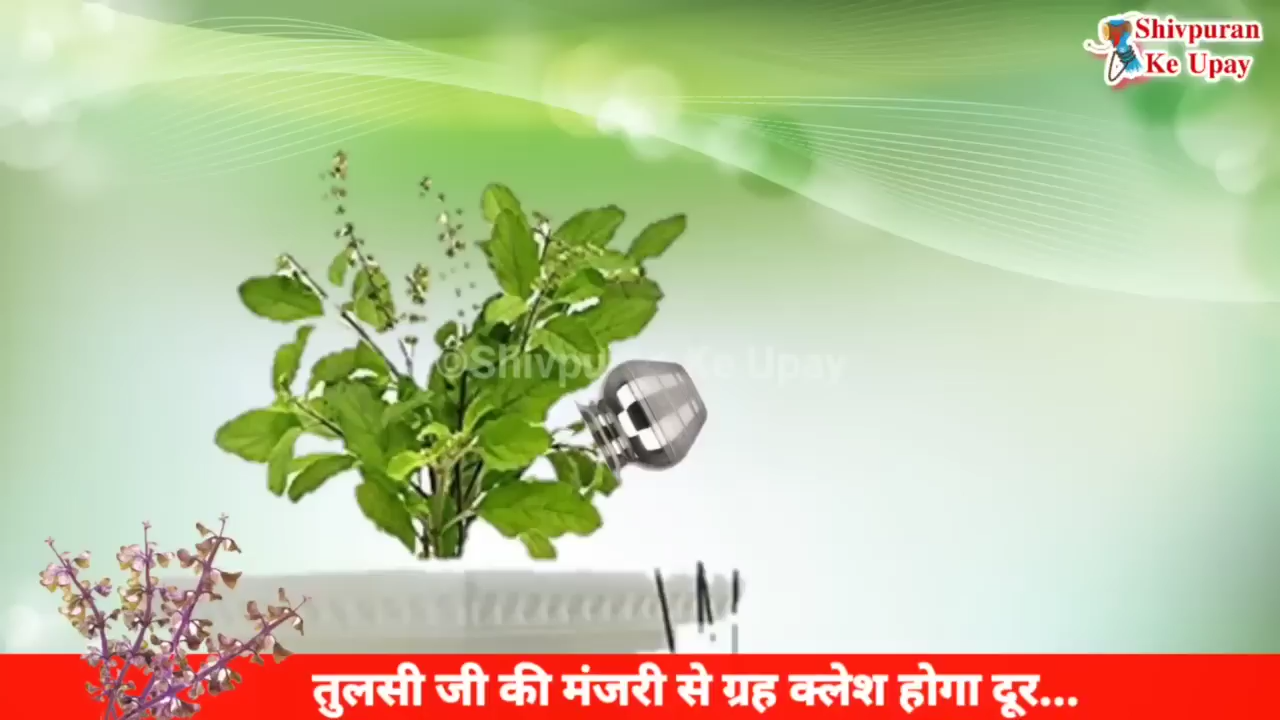 Shivpuran
Ke Upay
©Shivpuran Ke Upay
तुलसी जी की मंजरी से ग्रह क्लेश होगा दूर...